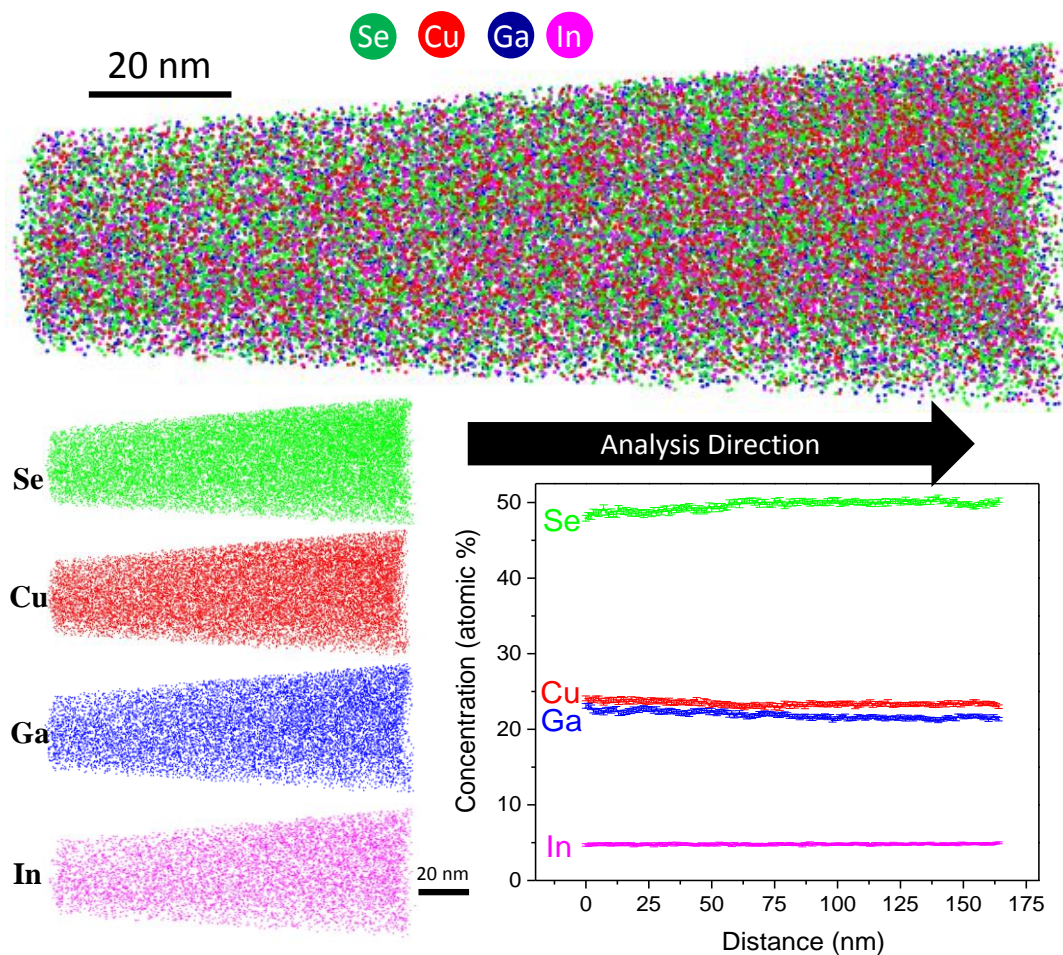 Se Cu Ga In
20 nm
Analysis Direction
Se
Cu
Ga
In
20 nm
Concentration (atomic %)
50
40
30
20
10
0
Se
Cu
Ga
In
0 25 50 75 100 125 150 175
Distance (nm)